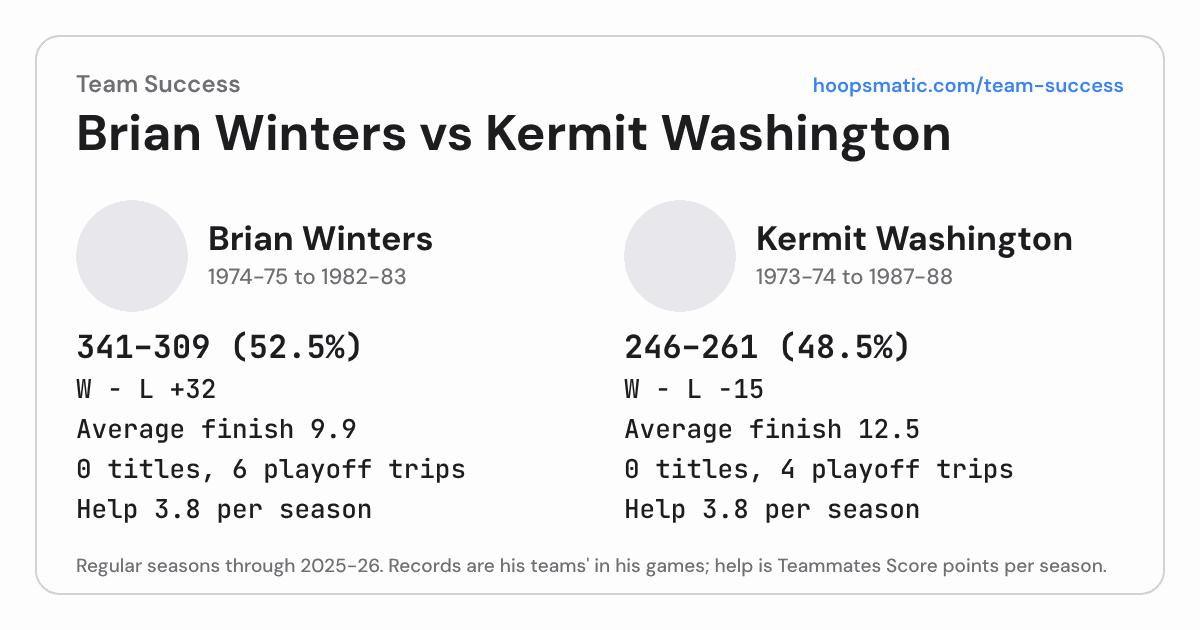 Team Success
hoopsmatic.com/team-success
Brian Winters vs Kermit Washington
Brian Winters
1974-75 to 1982-83
341-309 (52.5%)
W - L +32
Average finish 9.9
0 titles, 6 playoff trips
Help 3.8 per season
Kermit Washington
1973-74 to 1987-88
246-261 (48.5%)
W - L -15
Average finish 12.5
0 titles, 4 playoff trips
Help 3.8 per season
Regular seasons through 2025-26. Records are his teams' in his games; help is Teammates Score points per season.